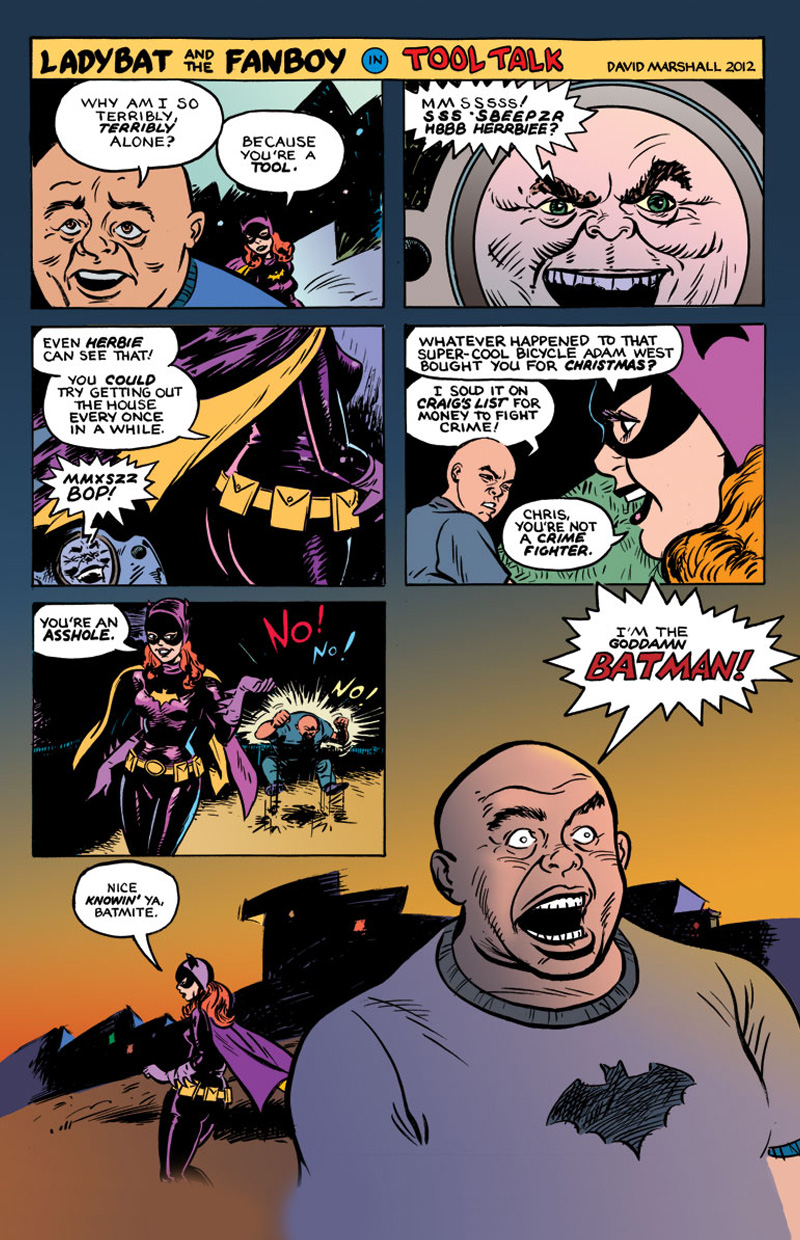 LADYBAT AND THE FANBOY IN TOOL TALK
DAVID MARSHALL 2012
WHY AM I SO
TERRIBLY,
TERRIBLY
ALONE?
BECAUSE
YOU'RE A
TOOL.
MMSSSSS!
SSS·SBEEPZR
HBBB HERRBIEE?
EVEN HERBIE
CAN SEE THAT!
YOU COULD
TRY GETTING OUT
THE HOUSE
EVERY ONCE
IN A WHILE.
MMXSZZ
BOP!
WHATEVER HAPPENED TO THAT
SUPER-COOL BICYCLE ADAM WEST
BOUGHT YOU FOR CHRISTMAS?
I SOLD IT ON
CRAIG'S LIST FOR
MONEY TO FIGHT
CRIME!
CHRIS,
YOU'RE NOT
A CRIME
FIGHTER.
YOU'RE AN
ASSHOLE.
NO!
NO!
NO!
I'M THE
GODDAMN
BATMAN!
NICE
KNOWIN' YA,
BATMITE.